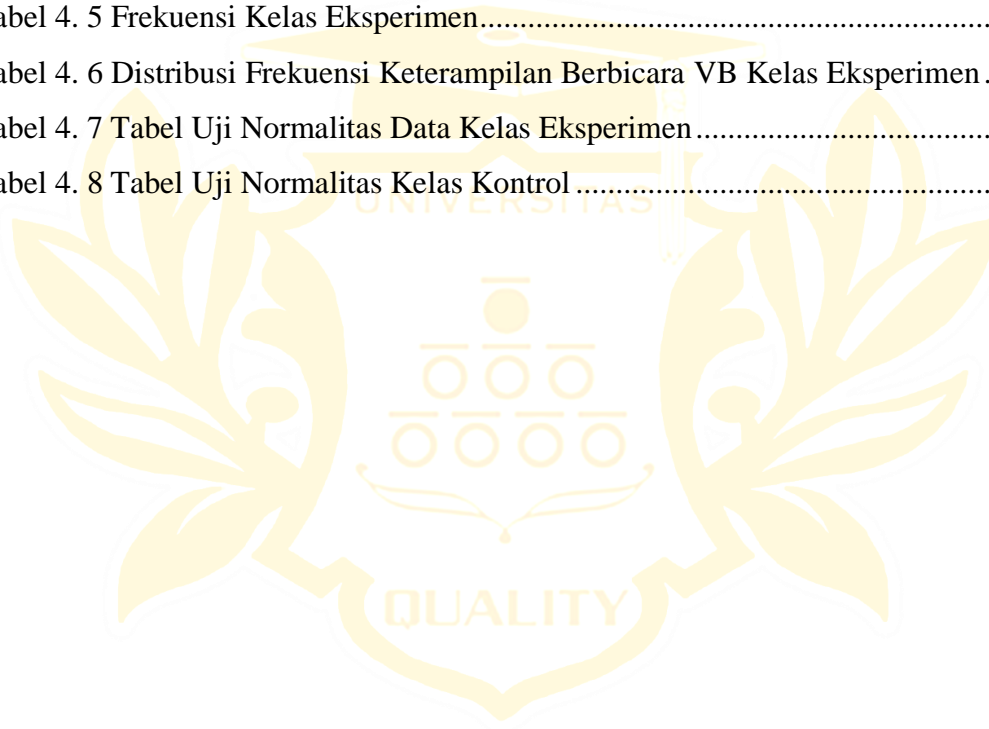 abel 4. 5 Frekuensi Kelas Eksperimen................................................................
abel 4. 6 Distribusi Frekuensi Keterampilan Berbicara VB Kelas Eksperimen .
abel 4. 7 Tabel Uji Normalitas Data Kelas Eksperimen.....................................
abel 4. 8 Tabel Uji Normalitas Kelas Kontrol....................................................
UNIVERSITAS
QUALITY